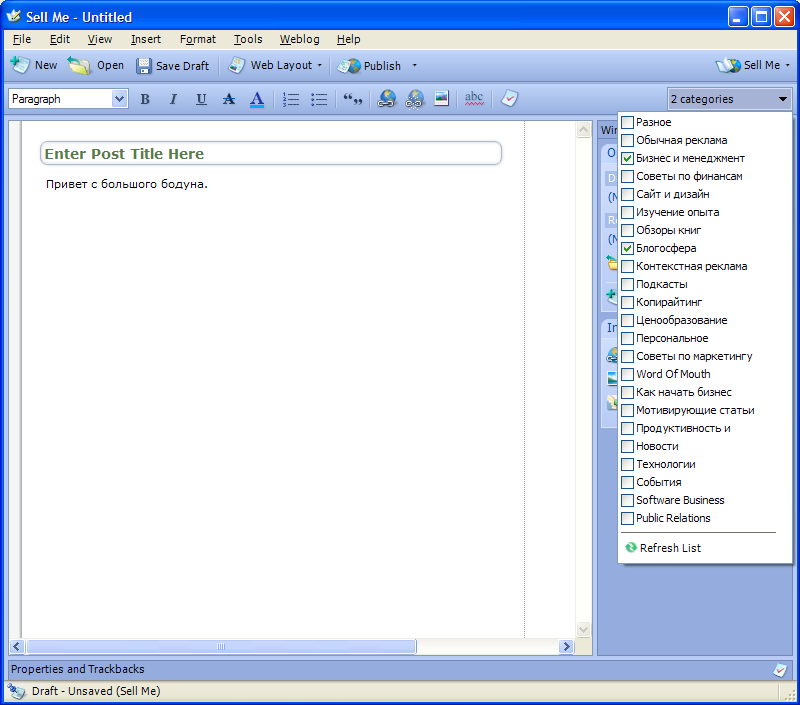 Sell Me - Untitled
File Edit View Insert Format Tools Weblog Help
New Open Save Draft Web Layout Publish Sell Me
Paragraph B I U A A abc 2 categories
Enter Post Title Here
Привет с большого бодуна.
Разное
Обычная реклама
Бизнес и менеджмент
Советы по финансам
Сайт и дизайн
Изучение опыта
Обзоры книг
Блогосфера
Контекстная реклама
Подкасты
Копирайтинг
Ценообразование
Персональное
Советы по маркетингу
Word Of Mouth
Как начать бизнес
Мотивирующие статьи
Продуктивность и
Новости
Технологии
События
Software Business
Public Relations
Refresh List
Properties and Trackbacks
Draft - Unsaved (Sell Me)